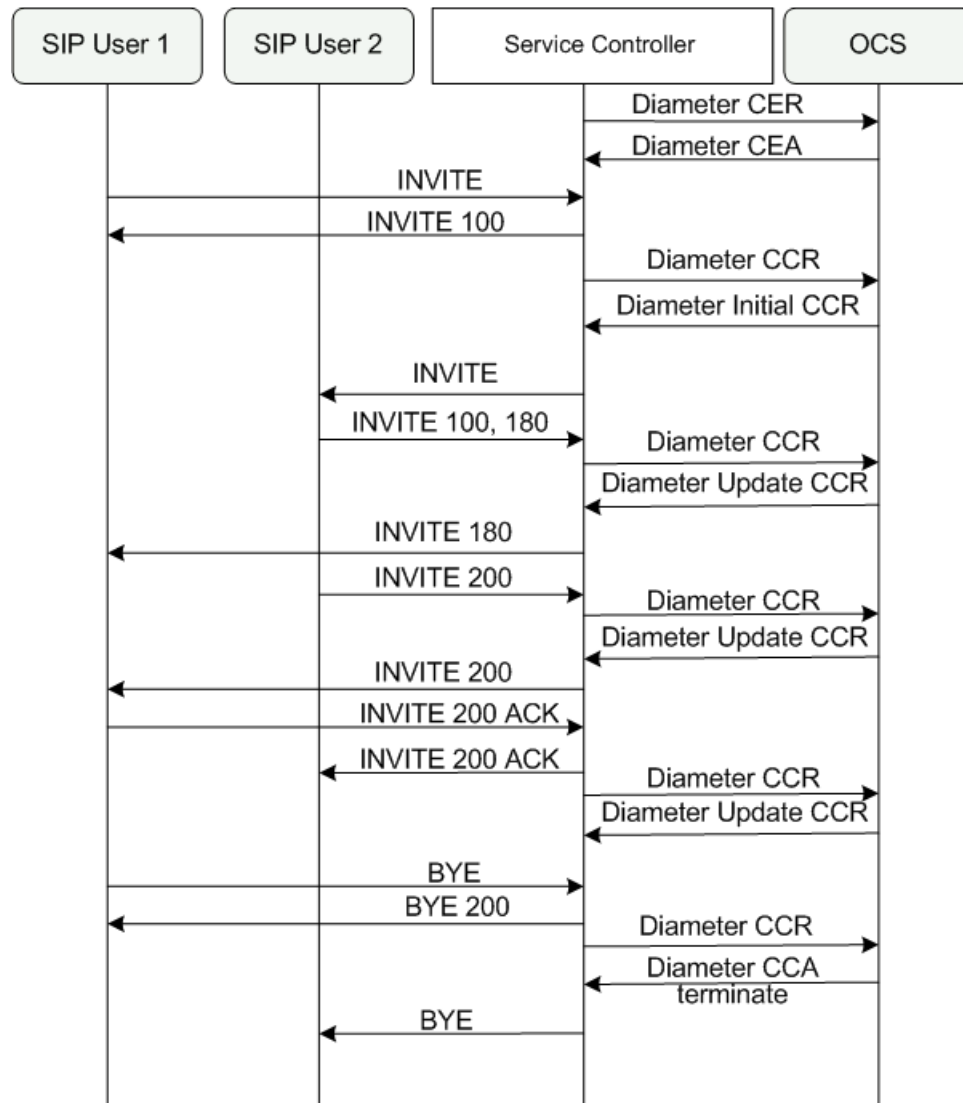 SIP User 1
SIP User 2
Service Controller
OCS
Diameter CER
Diameter CEA
INVITE
INVITE 100
Diameter CCR
Diameter Initial CCR
INVITE
INVITE 100, 180
Diameter CCR
Diameter Update CCR
INVITE 180
INVITE 200
Diameter CCR
Diameter Update CCR
INVITE 200
INVITE 200 ACK
INVITE 200 ACK
Diameter CCR
Diameter Update CCR
BYE
BYE 200
Diameter CCR
Diameter CCA
terminate
BYE